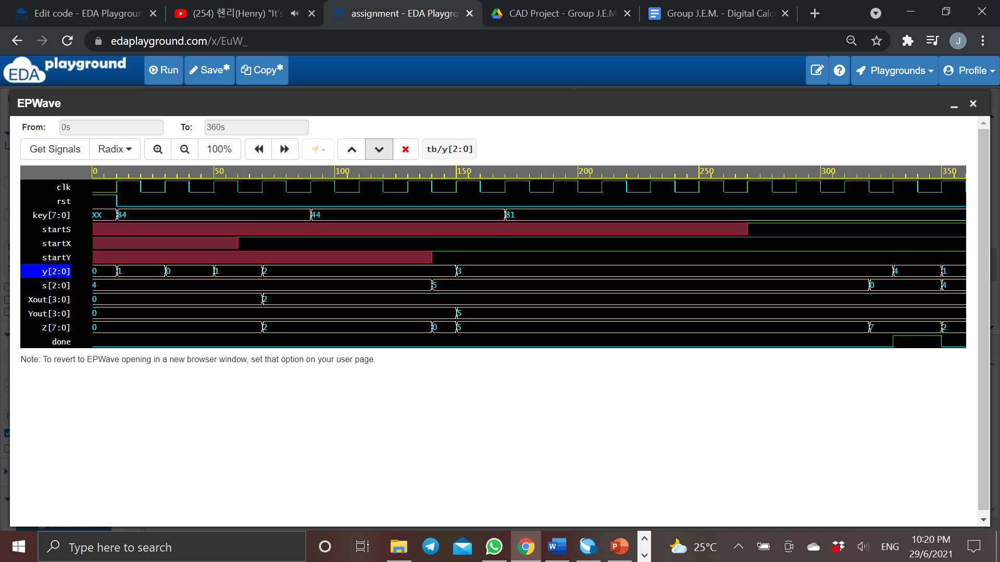 Edit code - EDA Playgroun
(254) 헨리(Henry) "It's
assignment - EDA Playgro
CAD Project - Group J.E.M
Group J.E.M. - Digital Calc
edaplayground.com/x/EuW_
J
EDA playground
Run
Save*
Copy*
Playgrounds
Profile
EPWave
From:
0s
To:
360s
Get Signals
Radix
100%
-
tb/y[2:0]
0 50 100 150 200 250 300 350
clk
rst
key[7:0] XX 84 44 81
startS
startX
startY
y[2:0] 0 1 0 1 2 3 4 1
s[2:0] 4 5 0 4
Xout[3:0] 0 2
Yout[3:0] 0 5
Z[7:0] 0 2 0 5 7 2
done
Note: To revert to EPWave opening in a new browser window, set that option on your user page.
Type here to search
25°C
ENG
10:20 PM
29/6/2021